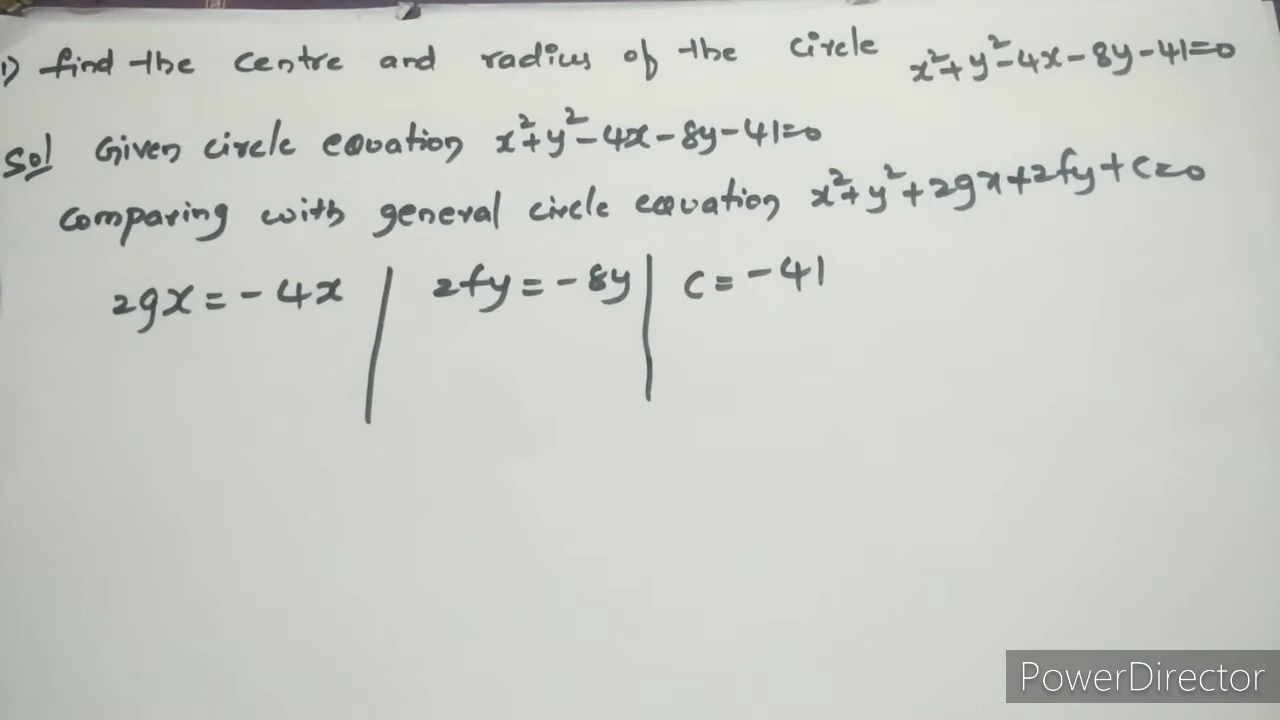 1) find the centre and radius of the circle x²+y²-4x-8y-41=0
Sol Given circle equation x²+y²-4x-8y-41=0
comparing with general circle equation x²+y²+2gx+2fy+c=0
2gx = -4x | 2fy = -8y | c = -41
PowerDirector